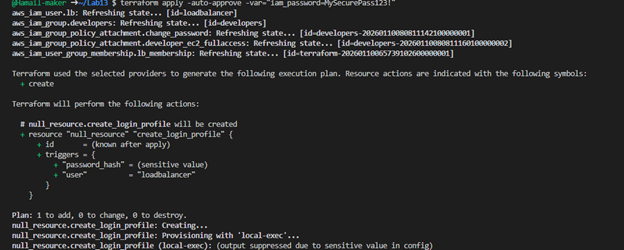 @Hamail-maker →~/Lab13 $ terraform apply -auto-approve -var="iam_password=MySecurePass123!"
aws_iam_user.lb: Refreshing state... [id=loadbalancer]
aws_iam_group.developers: Refreshing state... [id=developers]
aws_iam_group_policy_attachment.change_password: Refreshing state... [id=developers-20260110080811142100000001]
aws_iam_group_policy_attachment.developer_ec2_fullaccess: Refreshing state... [id=developers-20260110080811160100000002]
aws_iam_user_group_membership.lb_membership: Refreshing state... [id=terraform-20260110065739102600000001]
Terraform used the selected providers to generate the following execution plan. Resource actions are indicated with the following symbols:
+ create
Terraform will perform the following actions:
# null_resource.create_login_profile will be created
+ resource "null_resource" "create_login_profile" {
+ id = (known after apply)
+ triggers = {
+ "password_hash" = (sensitive value)
+ "user" = "loadbalancer"
}
}
Plan: 1 to add, 0 to change, 0 to destroy.
null_resource.create_login_profile: Creating...
null_resource.create_login_profile: Provisioning with 'local-exec'...
null_resource.create_login_profile (local-exec): (output suppressed due to sensitive value in config)